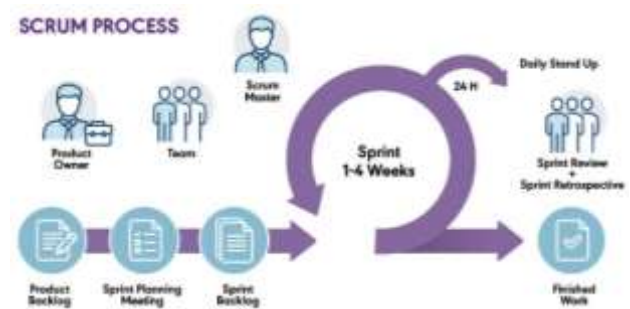 SCRUM PROCESS
Scrum
Master
Product
Owner
Team
Sprint
1-4 Weeks
24 H
Daily Stand Up
Sprint Review
+
Sprint Retrospective
Product
Backlog
Sprint Planning
Meeting
Sprint
Backlog
Finished
Work